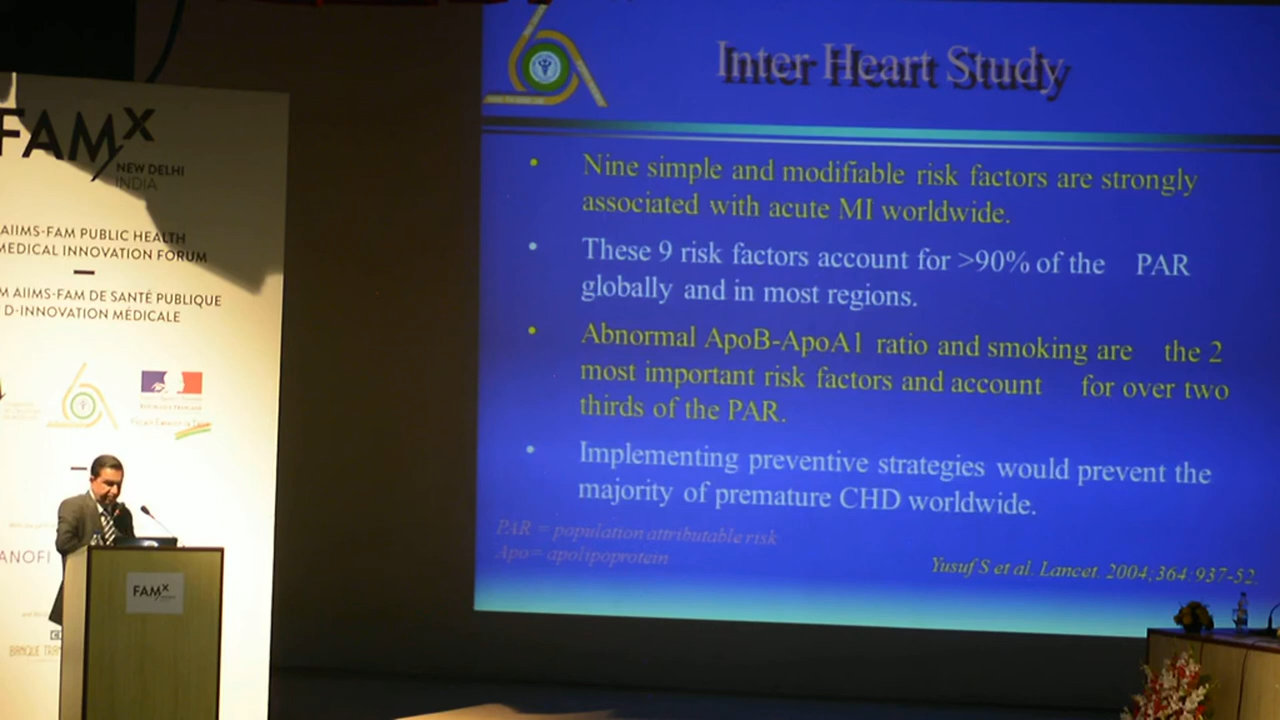 FAMx
NEW DELHI
INDIA
AIIMS-FAM PUBLIC HEALTH
MEDICAL INNOVATION FORUM
M AIIMS-FAM DE SANTÉ PUBLIQUE
D-INNOVATION MÉDICALE
ANOFI
BANQUE TRAN
FAMx
Inter Heart Study
• Nine simple and modifiable risk factors are strongly
associated with acute MI worldwide.
• These 9 risk factors account for >90% of the PAR
globally and in most regions.
• Abnormal ApoB-ApoA1 ratio and smoking are the 2
most important risk factors and account for over two
thirds of the PAR.
• Implementing preventive strategies would prevent the
majority of premature CHD worldwide.
PAR = population attributable risk
Apo= apolipoprotein
Yusuf S et al. Lancet. 2004;364:937-52.